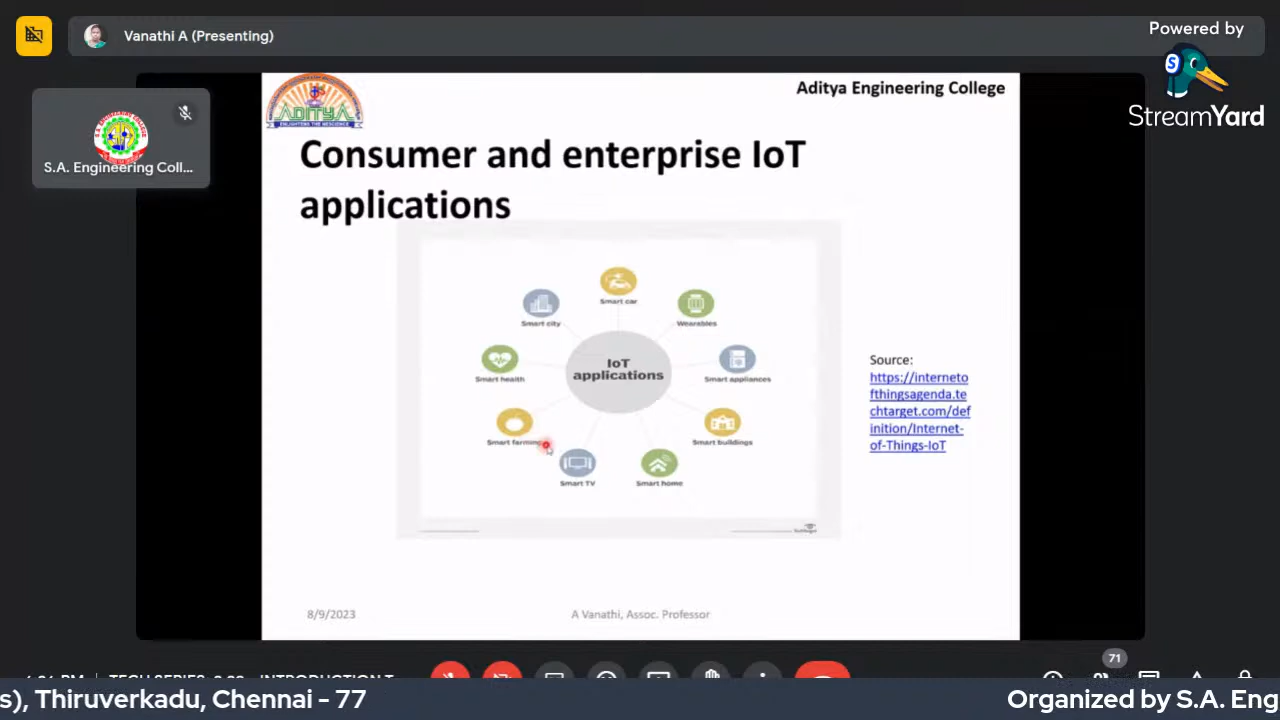 Vanathi A (Presenting)
Powered by
StreamYard
S.A. Engineering Coll...
ADITYA
ENLIGHTENS THE NESCIENCE
Aditya Engineering College
Consumer and enterprise IoT
applications
Smart car
Smart city
Wearables
Smart health
IoT
applications
Smart appliances
Smart farming
Smart buildings
Smart TV
Smart home
Source:
https://interneto
fthingsagenda.te
chtarget.com/def
inition/Internet-
of-Things-IoT
8/9/2023
A Vanathi, Assoc. Professor
71
s), Thiruverkadu, Chennai - 77
Organized by S.A. Eng